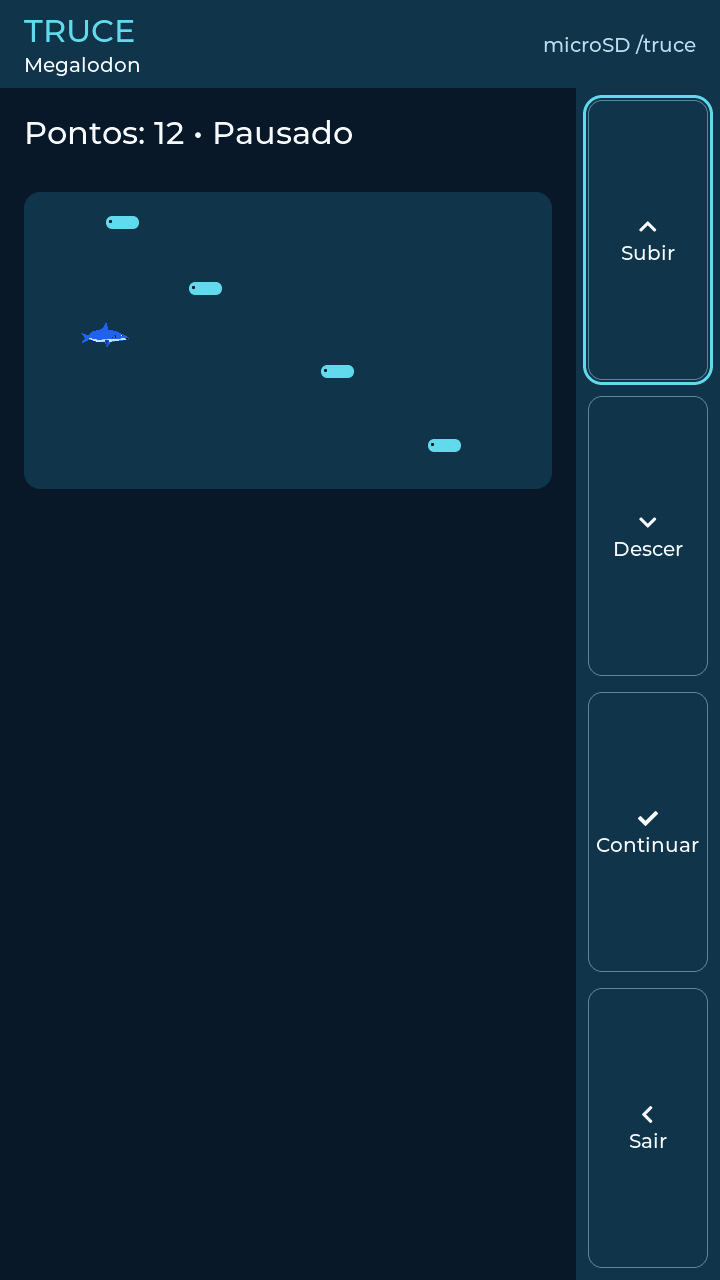 TRUCE
Megalodon
microSD /truce
Pontos: 12 • Pausado
Subir
Descer
Continuar
Sair